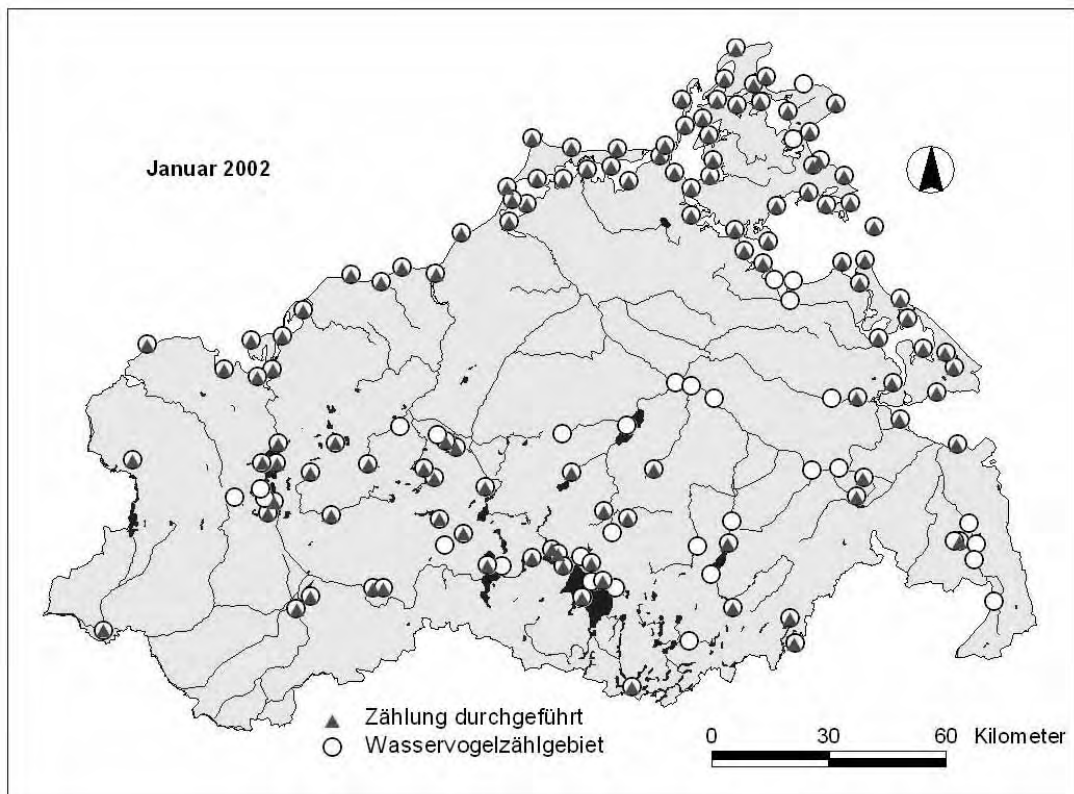 Januar 2002
Zählung durchgeführt
Wasservogelzählgebiet
0 30 60 Kilometer